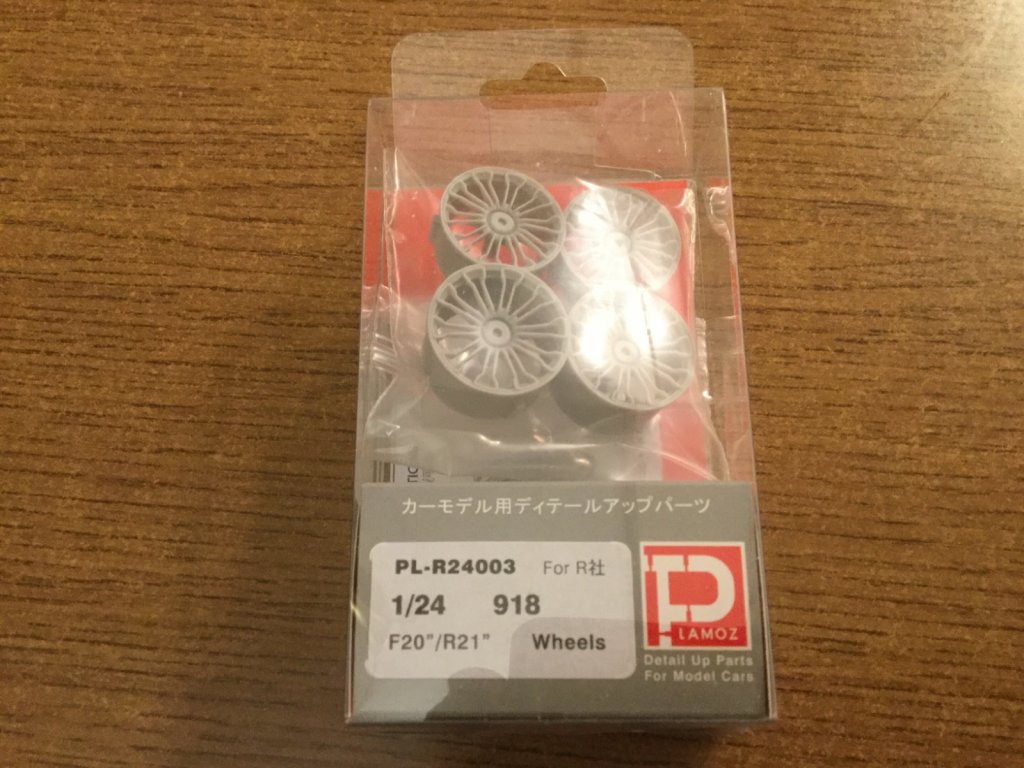 カーモデル用ディテールアップパーツ
PL-R24003 For R社
1/24 918
F20”/R21” Wheels
P
LAMOZ
Detail Up Parts
For Model Cars